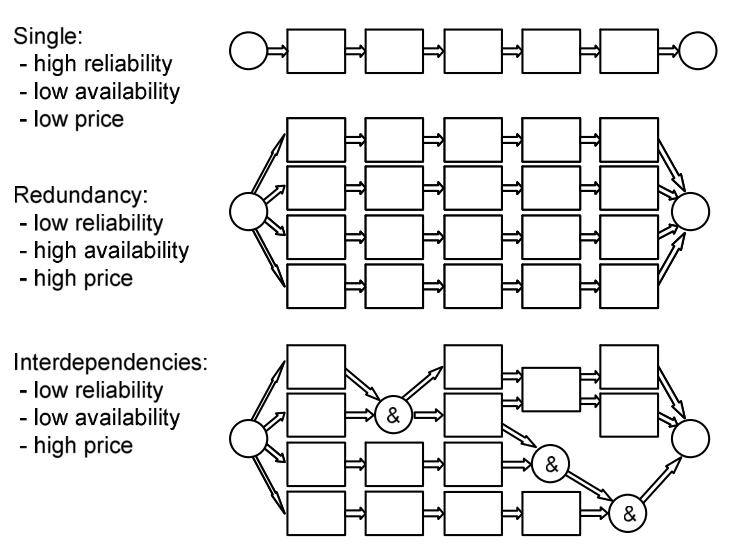 Single:
- high reliability
- low availability
- low price
Redundancy:
- low reliability
- high availability
- high price
Interdependencies:
- low reliability
- low availability
- high price
&
&
&